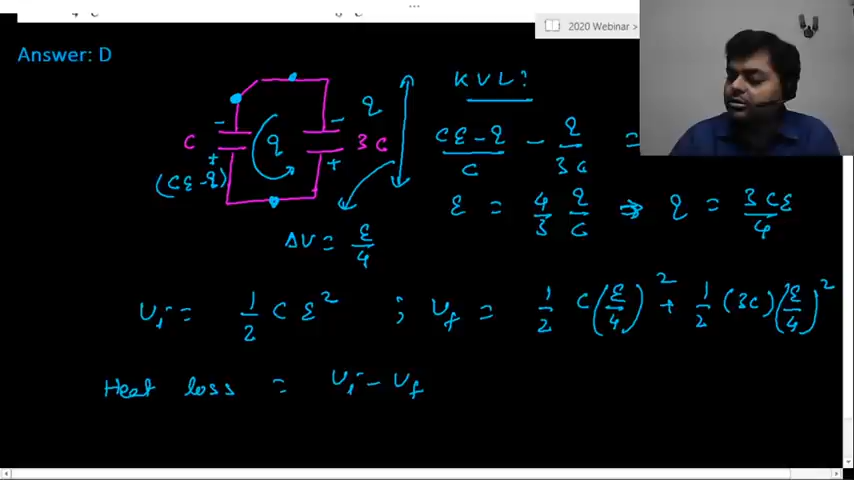 2020 Webinar >
Answer: D
KVL?
C
q
3C
q
(Cε-q)
Cε-q/C - q/3C =
ε = 4/3 q/C ⇒ q = 3Cε/4
ΔV = ε/4
Ui = 1/2 C ε² ; Uf = 1/2 C(ε/4)² + 1/2 (3C)(ε/4)²
Heat loss = Ui - Uf